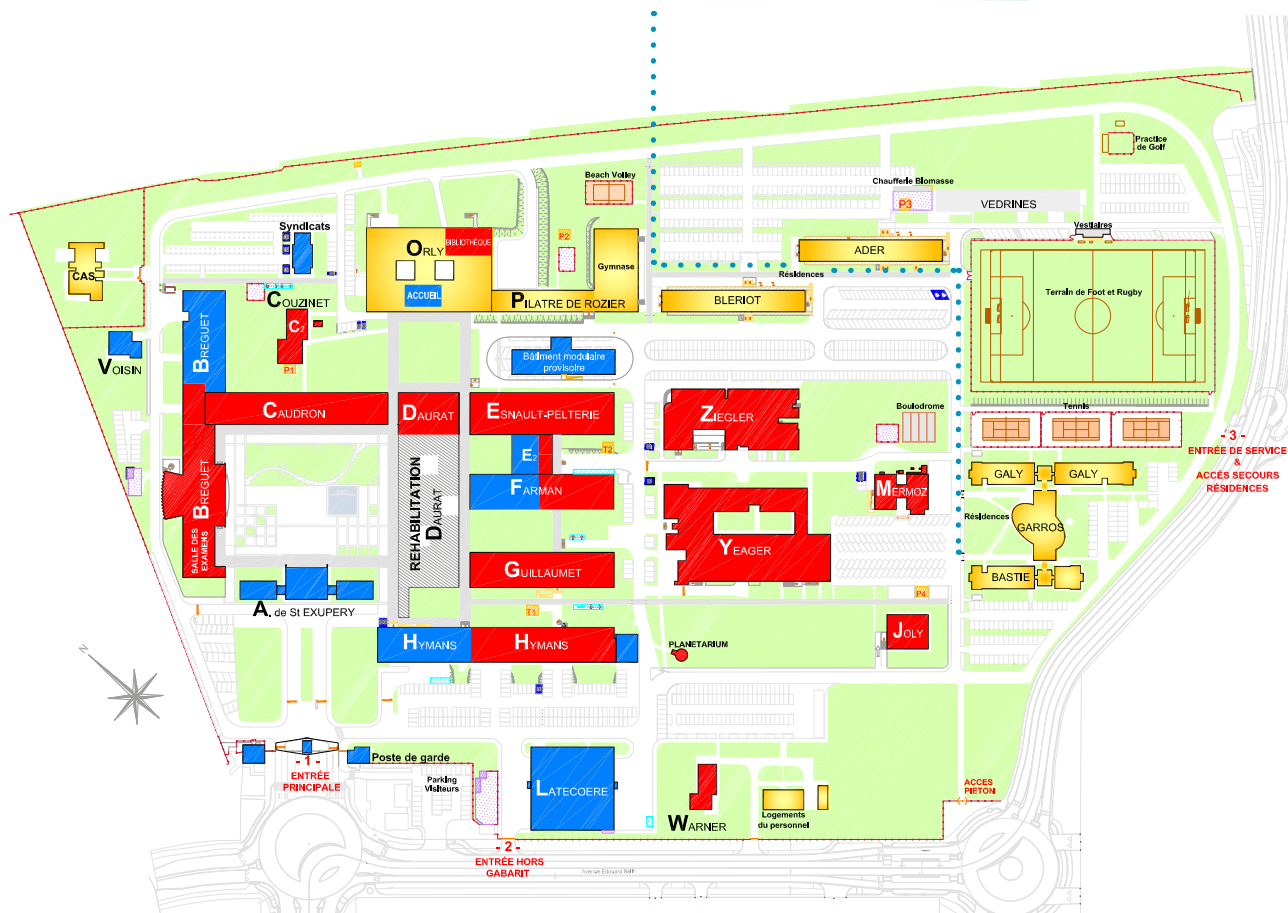 Practice
de Golf
Beach Volley
Chaufferie Biomasse
P3
VEDRINES
Syndicats
ORLY
BIBLIOTHÈQUE
P2
Gymnase
Vestiaires
ADER
CAS
ACCUEIL
Résidences
COUZINET
PILATRE DE ROZIER
BLERIOT
Terrain de Foot et Rugby
C2
BREGUET
VOISIN
P1
Bâtiment modulaire
provisoire
CAUDRON
DAURAT
ESNAULT-PELTERIE
ZIEGLER
Boulodrome
Tennis
- 3 -
ENTRÉE DE SERVICE
&
ACCÈS SECOURS
RÉSIDENCES
E2
T2
GALY
GALY
FARMAN
MERMOZ
BREGUET
SALLE DES
EXAMENS
REHABILITATION
DAURAT
Résidences
GARROS
YEAGER
GUILLAUMET
BASTIE
A. de St EXUPERY
T1
P4
HYMANS
HYMANS
JOLY
PLANETARIUM
N
Poste de garde
- 1 -
ENTRÉE
PRINCIPALE
Parking
Visiteurs
LATECOERE
WARNER
Logements
du personnel
ACCES
PIETON
- 2 -
ENTRÉE HORS
GABARIT
Avenue Edouard Belin